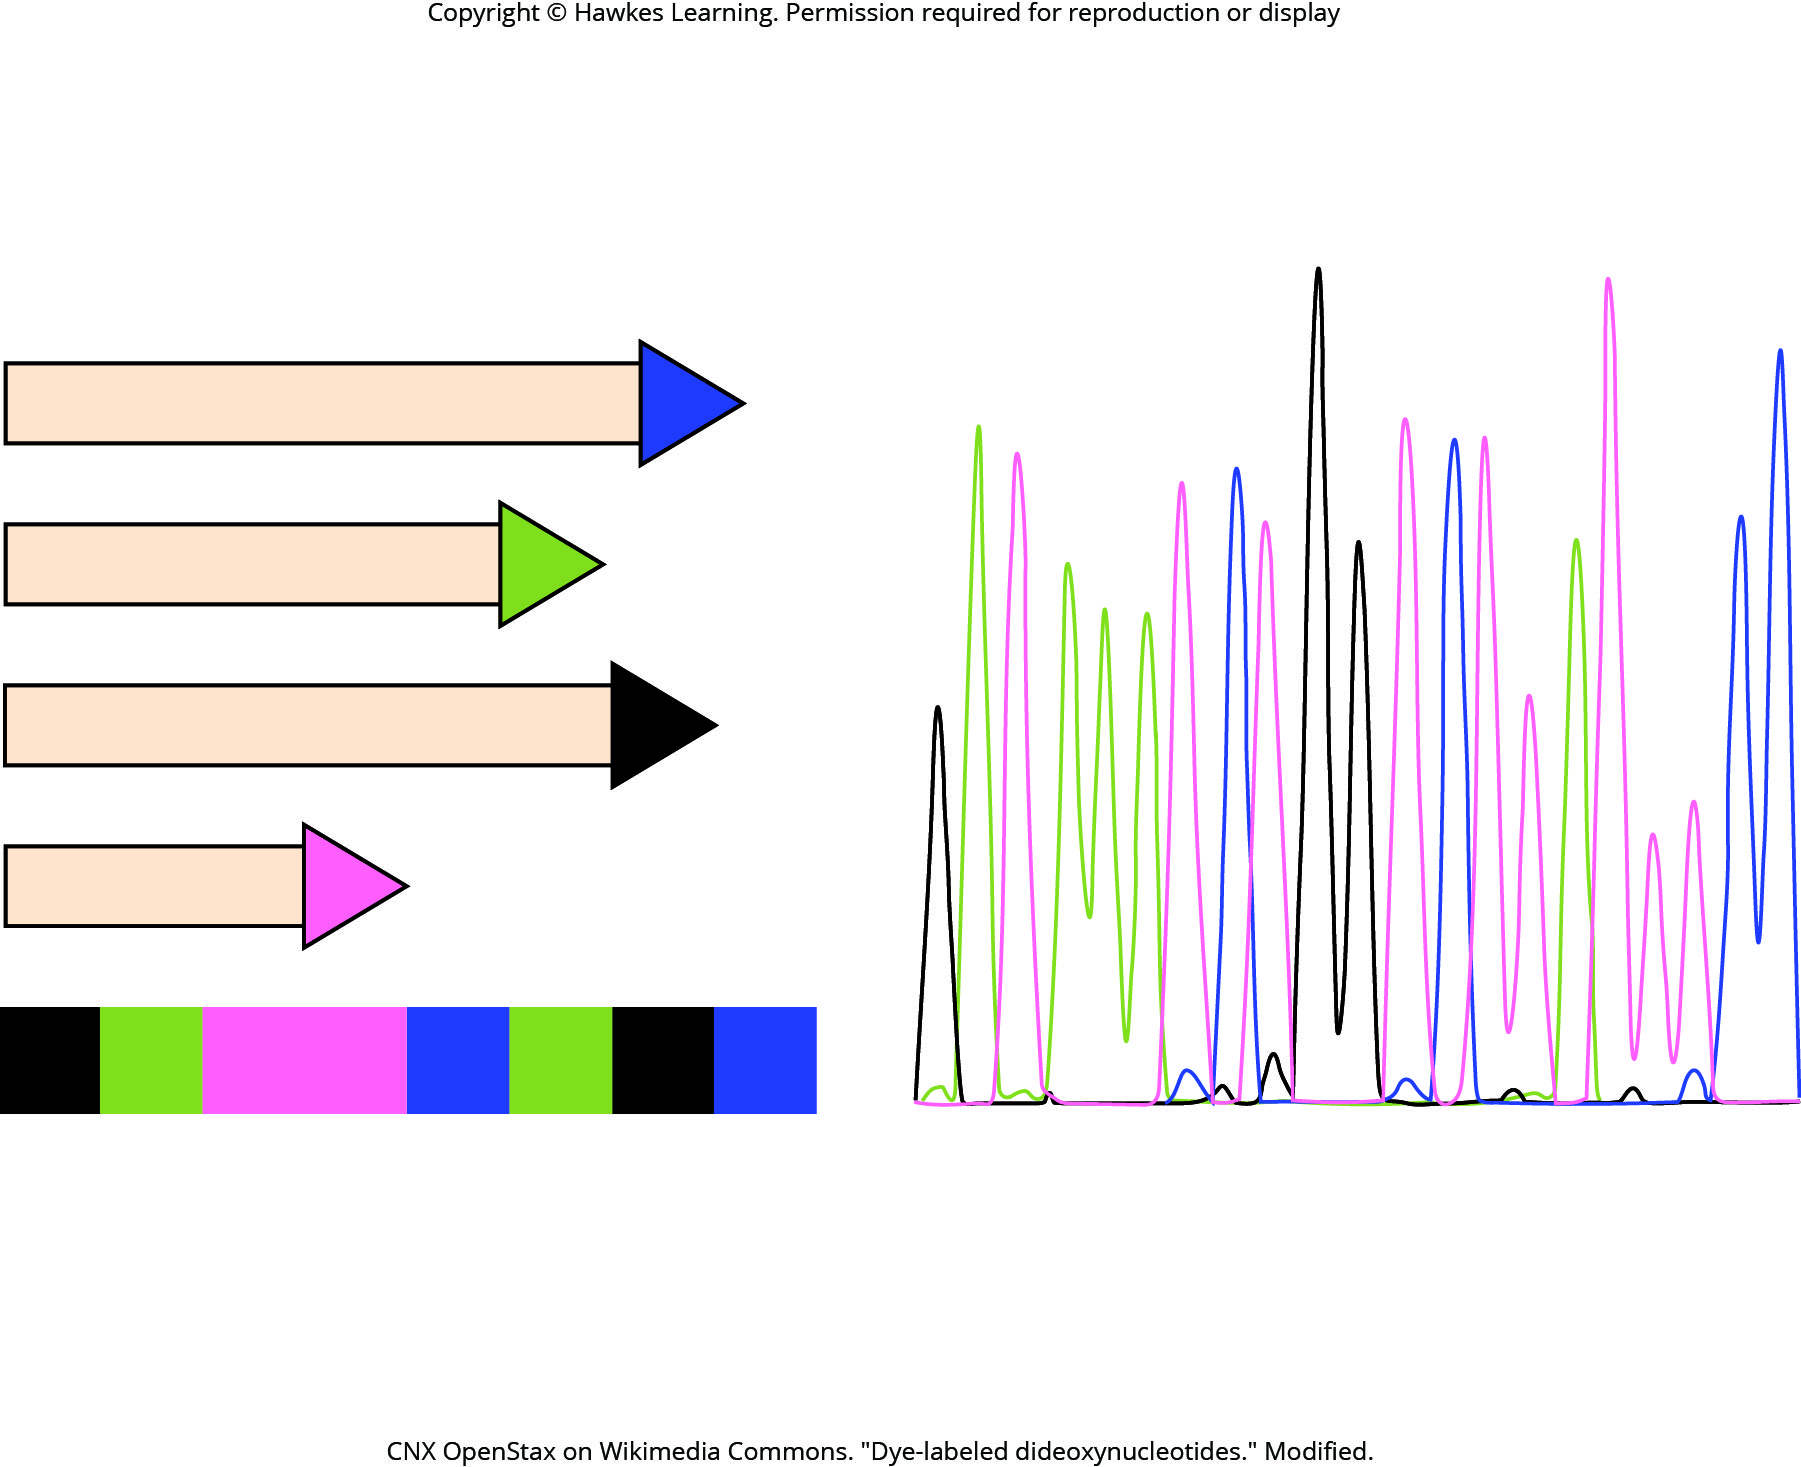 Copyright © Hawkes Learning. Permission required for reproduction or display
CNX OpenStax on Wikimedia Commons. "Dye-labeled dideoxynucleotides." Modified.